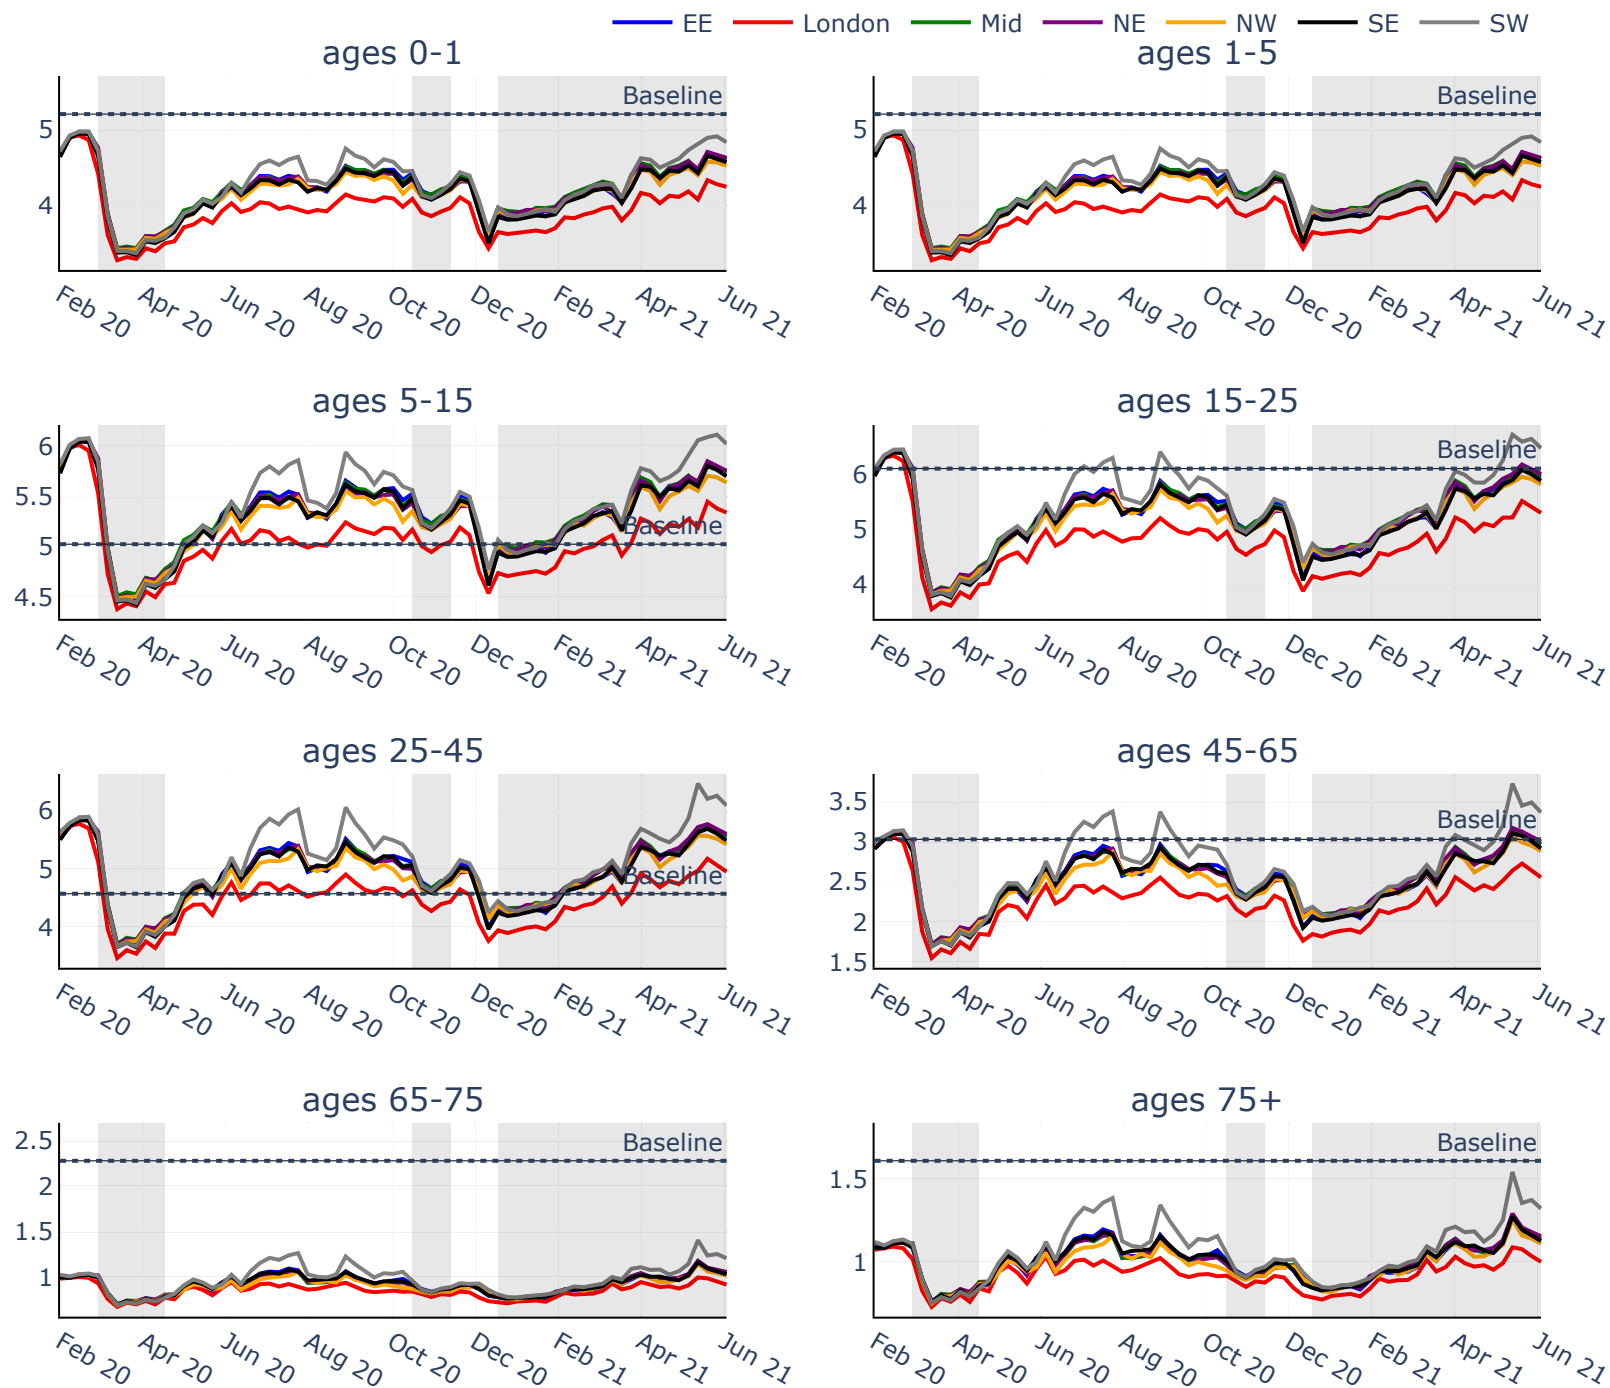 EE London Mid NE NW SE SW
ages 0-1
ages 1-5
Baseline
Baseline
5
4
5
4
Feb 20 Apr 20 Jun 20 Aug 20 Oct 20 Dec 20 Feb 21 Apr 21 Jun 21
Feb 20 Apr 20 Jun 20 Aug 20 Oct 20 Dec 20 Feb 21 Apr 21 Jun 21
ages 5-15
ages 15-25
6
5.5
5
4.5
Baseline
Baseline
6
5
4
Feb 20 Apr 20 Jun 20 Aug 20 Oct 20 Dec 20 Feb 21 Apr 21 Jun 21
Feb 20 Apr 20 Jun 20 Aug 20 Oct 20 Dec 20 Feb 21 Apr 21 Jun 21
ages 25-45
ages 45-65
6
5
4
Baseline
Baseline
3.5
3
2.5
2
1.5
Feb 20 Apr 20 Jun 20 Aug 20 Oct 20 Dec 20 Feb 21 Apr 21 Jun 21
Feb 20 Apr 20 Jun 20 Aug 20 Oct 20 Dec 20 Feb 21 Apr 21 Jun 21
ages 65-75
ages 75+
2.5
2
1.5
1
Baseline
Baseline
1.5
1
Feb 20 Apr 20 Jun 20 Aug 20 Oct 20 Dec 20 Feb 21 Apr 21 Jun 21
Feb 20 Apr 20 Jun 20 Aug 20 Oct 20 Dec 20 Feb 21 Apr 21 Jun 21